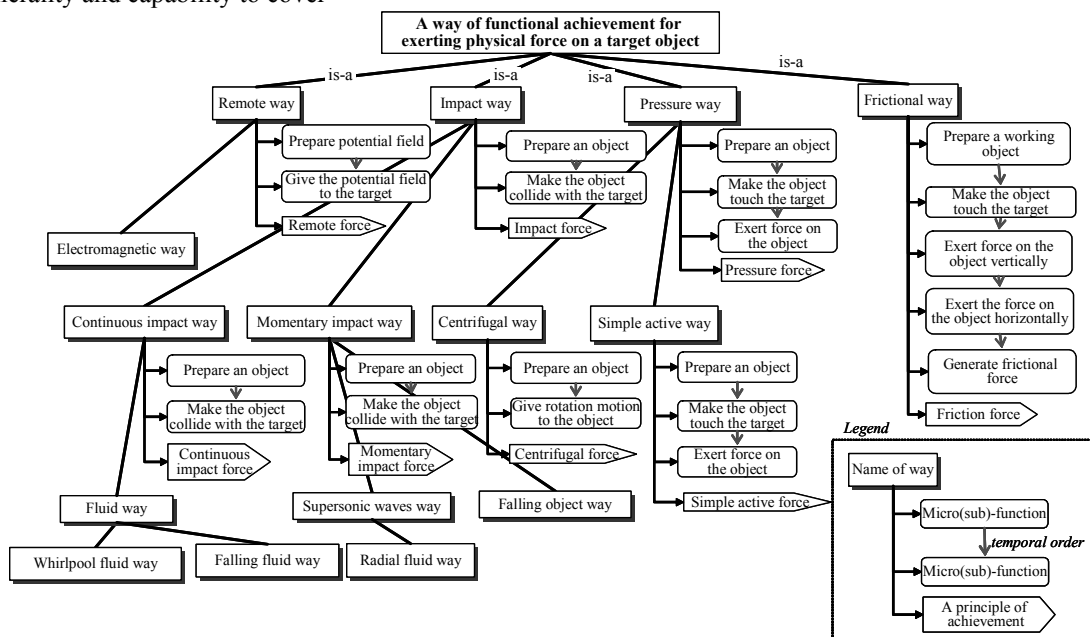 nerality and capability to cover
A way of functional achievement for
exerting physical force on a target object
is-a
is-a
is-a
is-a
Remote way
Impact way
Pressure way
Frictional way
Prepare potential field
Give the potential field
to the target
Remote force
Prepare an object
Make the object
collide with the target
Impact force
Prepare an object
Make the object
touch the target
Exert force on
the object
Pressure force
Prepare a working
object
Make the object
touch the target
Exert force on the
object vertically
Exert the force on
the object horizontally
Generate frictional
force
Friction force
Electromagnetic way
Continuous impact way
Momentary impact way
Centrifugal way
Simple active way
Prepare an object
Make the object
collide with the target
Continuous
impact force
Prepare an object
Make the object
collide with the target
Momentary
impact force
Prepare an object
Give rotation motion
to the object
Centrifugal force
Prepare an object
Make the object
touch the target
Exert force on
the object
Simple active force
Fluid way
Supersonic waves way
Falling object way
Whirlpool fluid way
Falling fluid way
Radial fluid way
Legend
Name of way
Micro(sub)-function
temporal order
Micro(sub)-function
A principle of
achievement